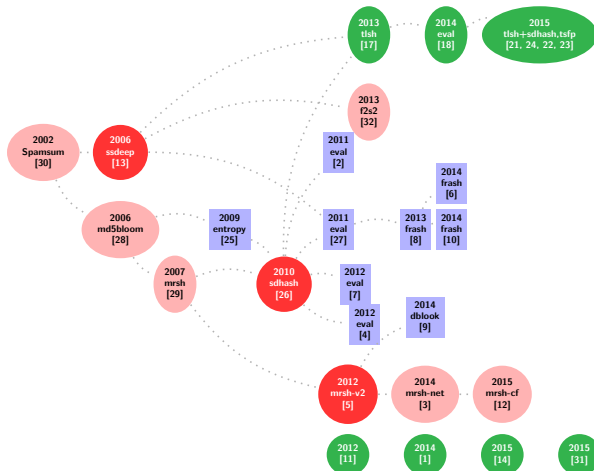 2013
tlsh
[17]
2014
eval
[18]
2015
tlsh+sdhash,tsfp
[21, 24, 22, 23]
2013
f2s2
[32]
2002
Spamsum
[30]
2006
ssdeep
[13]
2011
eval
[2]
2014
frash
[6]
2006
md5bloom
[28]
2009
entropy
[25]
2011
eval
[27]
2013
frash
[8]
2014
frash
[10]
2007
mrsh
[29]
2010
sdhash
[26]
2012
eval
[7]
2012
eval
[4]
2014
dblook
[9]
2012
mrsh-v2
[5]
2014
mrsh-net
[3]
2015
mrsh-cf
[12]
2012
[11]
2014
[1]
2015
[14]
2015
[31]